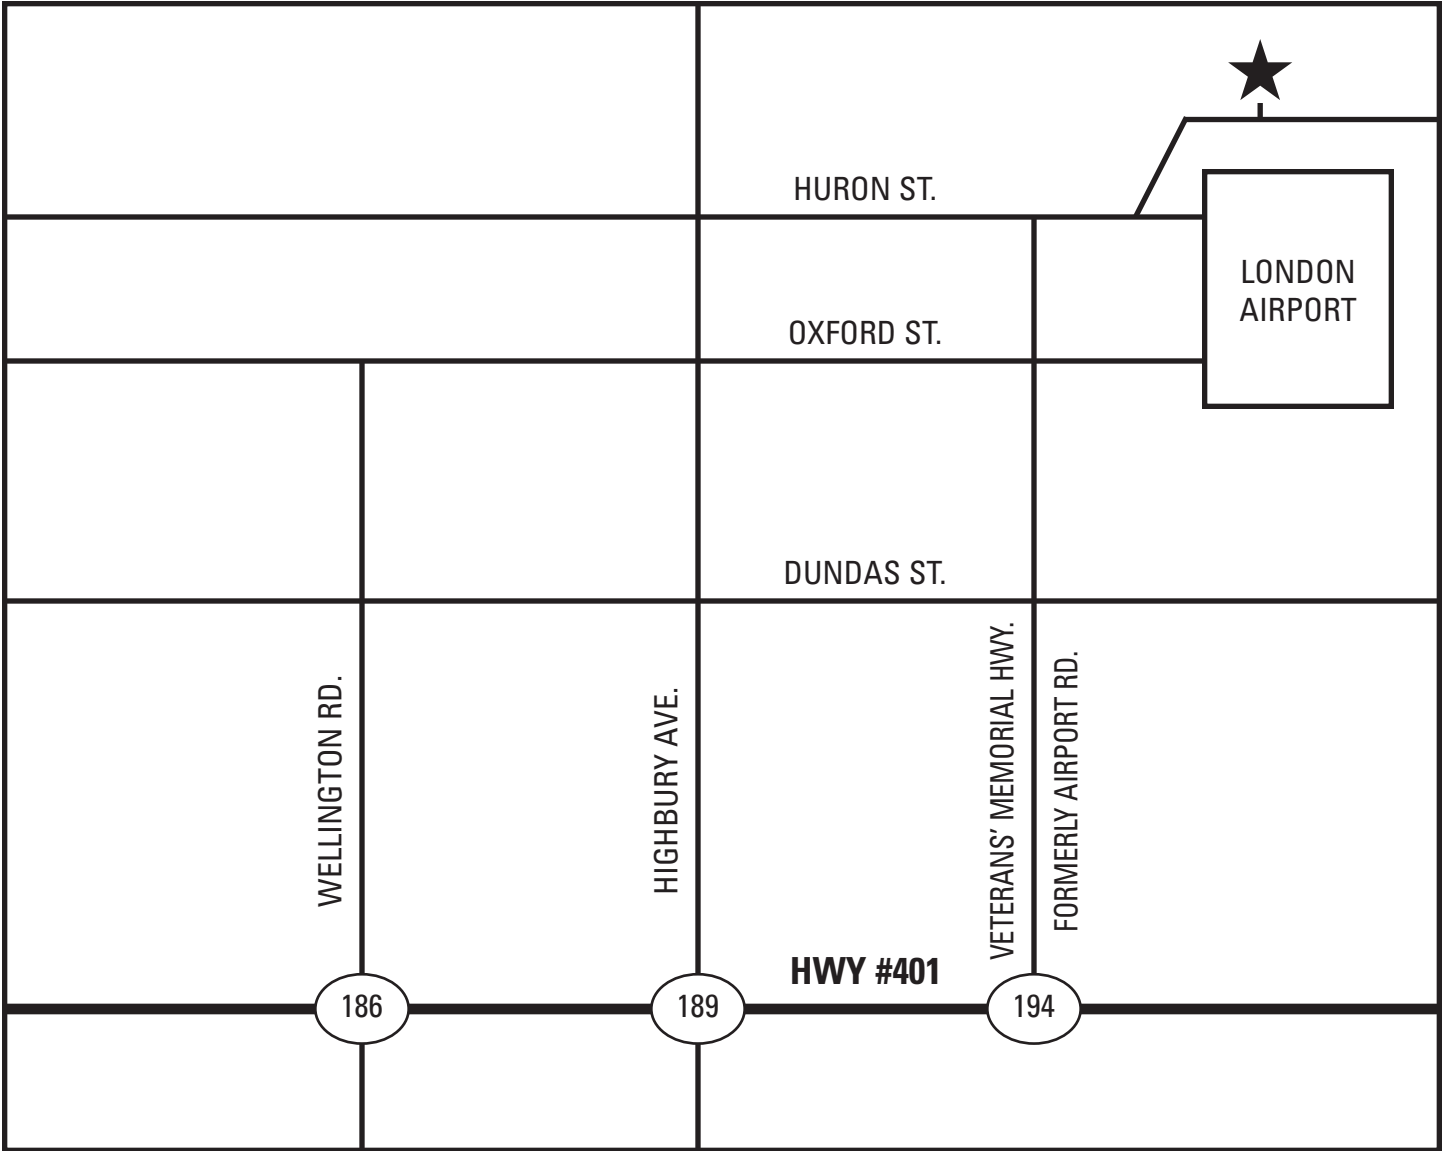 HURON ST.
LONDON
AIRPORT
OXFORD ST.
DUNDAS ST.
WELLINGTON RD.
HIGHBURY AVE.
VETERANS’ MEMORIAL HWY.
FORMERLY AIRPORT RD.
HWY #401
186
189
194